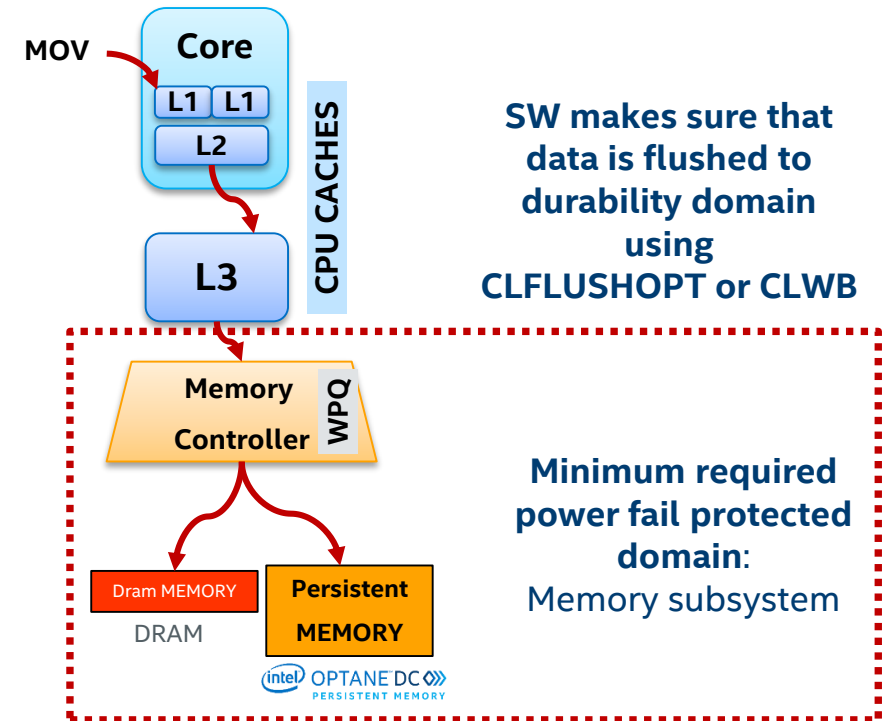 MOV
Core
L1 L1
L2
CPU CACHES
L3
SW makes sure that
data is flushed to
durability domain
using
CLFLUSHOPT or CLWB
Memory
Controller
WPQ
Dram MEMORY
DRAM
Persistent
MEMORY
intel OPTANE™ DC
PERSISTENT MEMORY
Minimum required
power fail protected
domain:
Memory subsystem